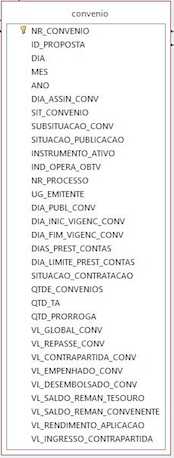 convenio
NR_CONVENIO
ID_PROPOSTA
DIA
MES
ANO
DIA_ASSIN_CONV
SIT_CONVENIO
SUBSITUACAO_CONV
SITUACAO_PUBLICACAO
INSTRUMENTO_ATIVO
IND_OPERA_OBTV
NR_PROCESSO
UG_EMITENTE
DIA_PUBL_CONV
DIA_INIC_VIGENC_CONV
DIA_FIM_VIGENC_CONV
DIAS_PREST_CONTAS
DIA_LIMITE_PREST_CONTAS
SITUACAO_CONTRATACAO
QTDE_CONVENIOS
QTD_TA
QTD_PRORROGA
VL_GLOBAL_CONV
VL_REPASSE_CONV
VL_CONTRAPARTIDA_CONV
VL_EMPENHADO_CONV
VL_DESEMBOLSADO_CONV
VL_SALDO_REMAN_TESOURO
VL_SALDO_REMAN_CONVENENTE
VL_RENDIMENTO_APLICACAO
VL_INGRESSO_CONTRAPARTIDA